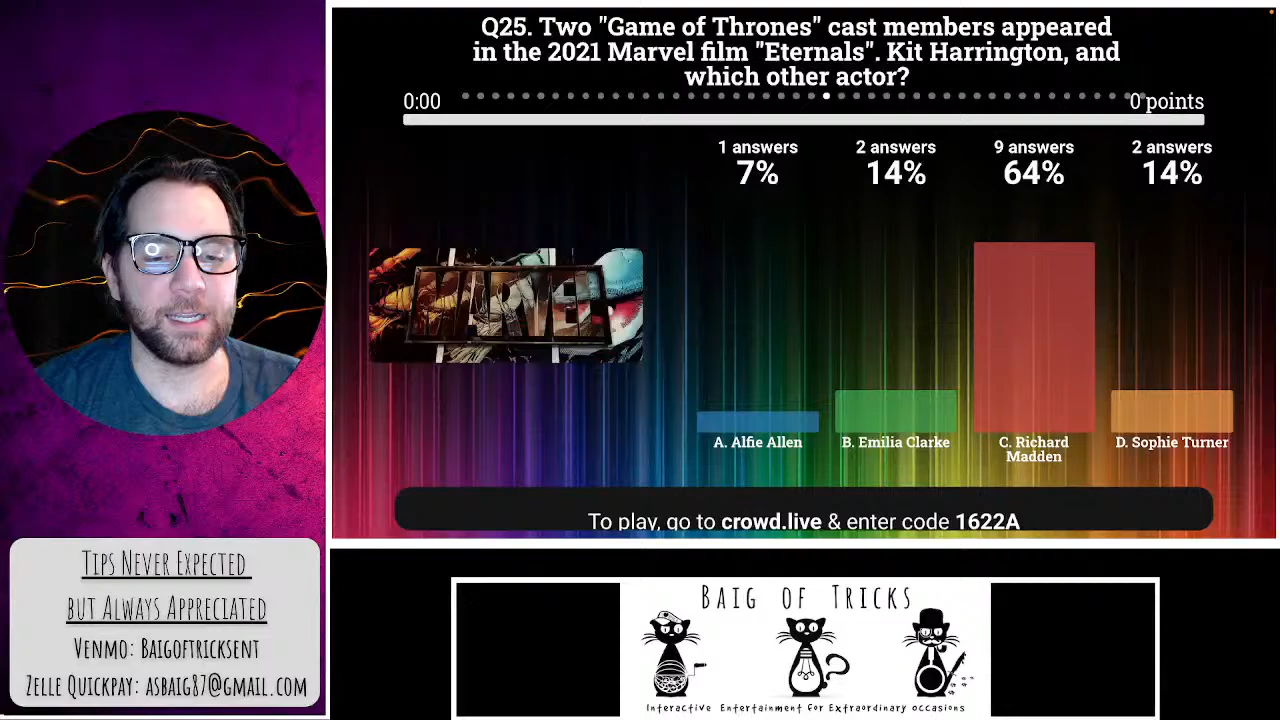 Q25. Two "Game of Thrones" cast members appeared
in the 2021 Marvel film "Eternals". Kit Harrington, and
which other actor?
0:00
0 points
1 answers
7%
2 answers
14%
9 answers
64%
2 answers
14%
MARVEL
A. Alfie Allen
B. Emilia Clarke
C. Richard
Madden
D. Sophie Turner
To play, go to crowd.live & enter code 1622A
Tips Never Expected
but Always Appreciated
Venmo: Baigoftricksent
Zelle Quickpay: asbaig87@gmail.com
Baig of Tricks
Interactive Entertainment for Extraordinary Occasions